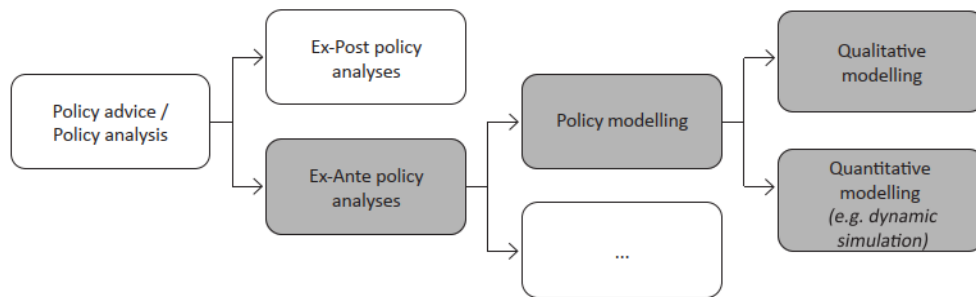 Policy advice /
Policy analysis
Ex-Post policy
analyses
Ex-Ante policy
analyses
Policy modelling
...
Qualitative
modelling
Quantitative
modelling
(e.g. dynamic
simulation)